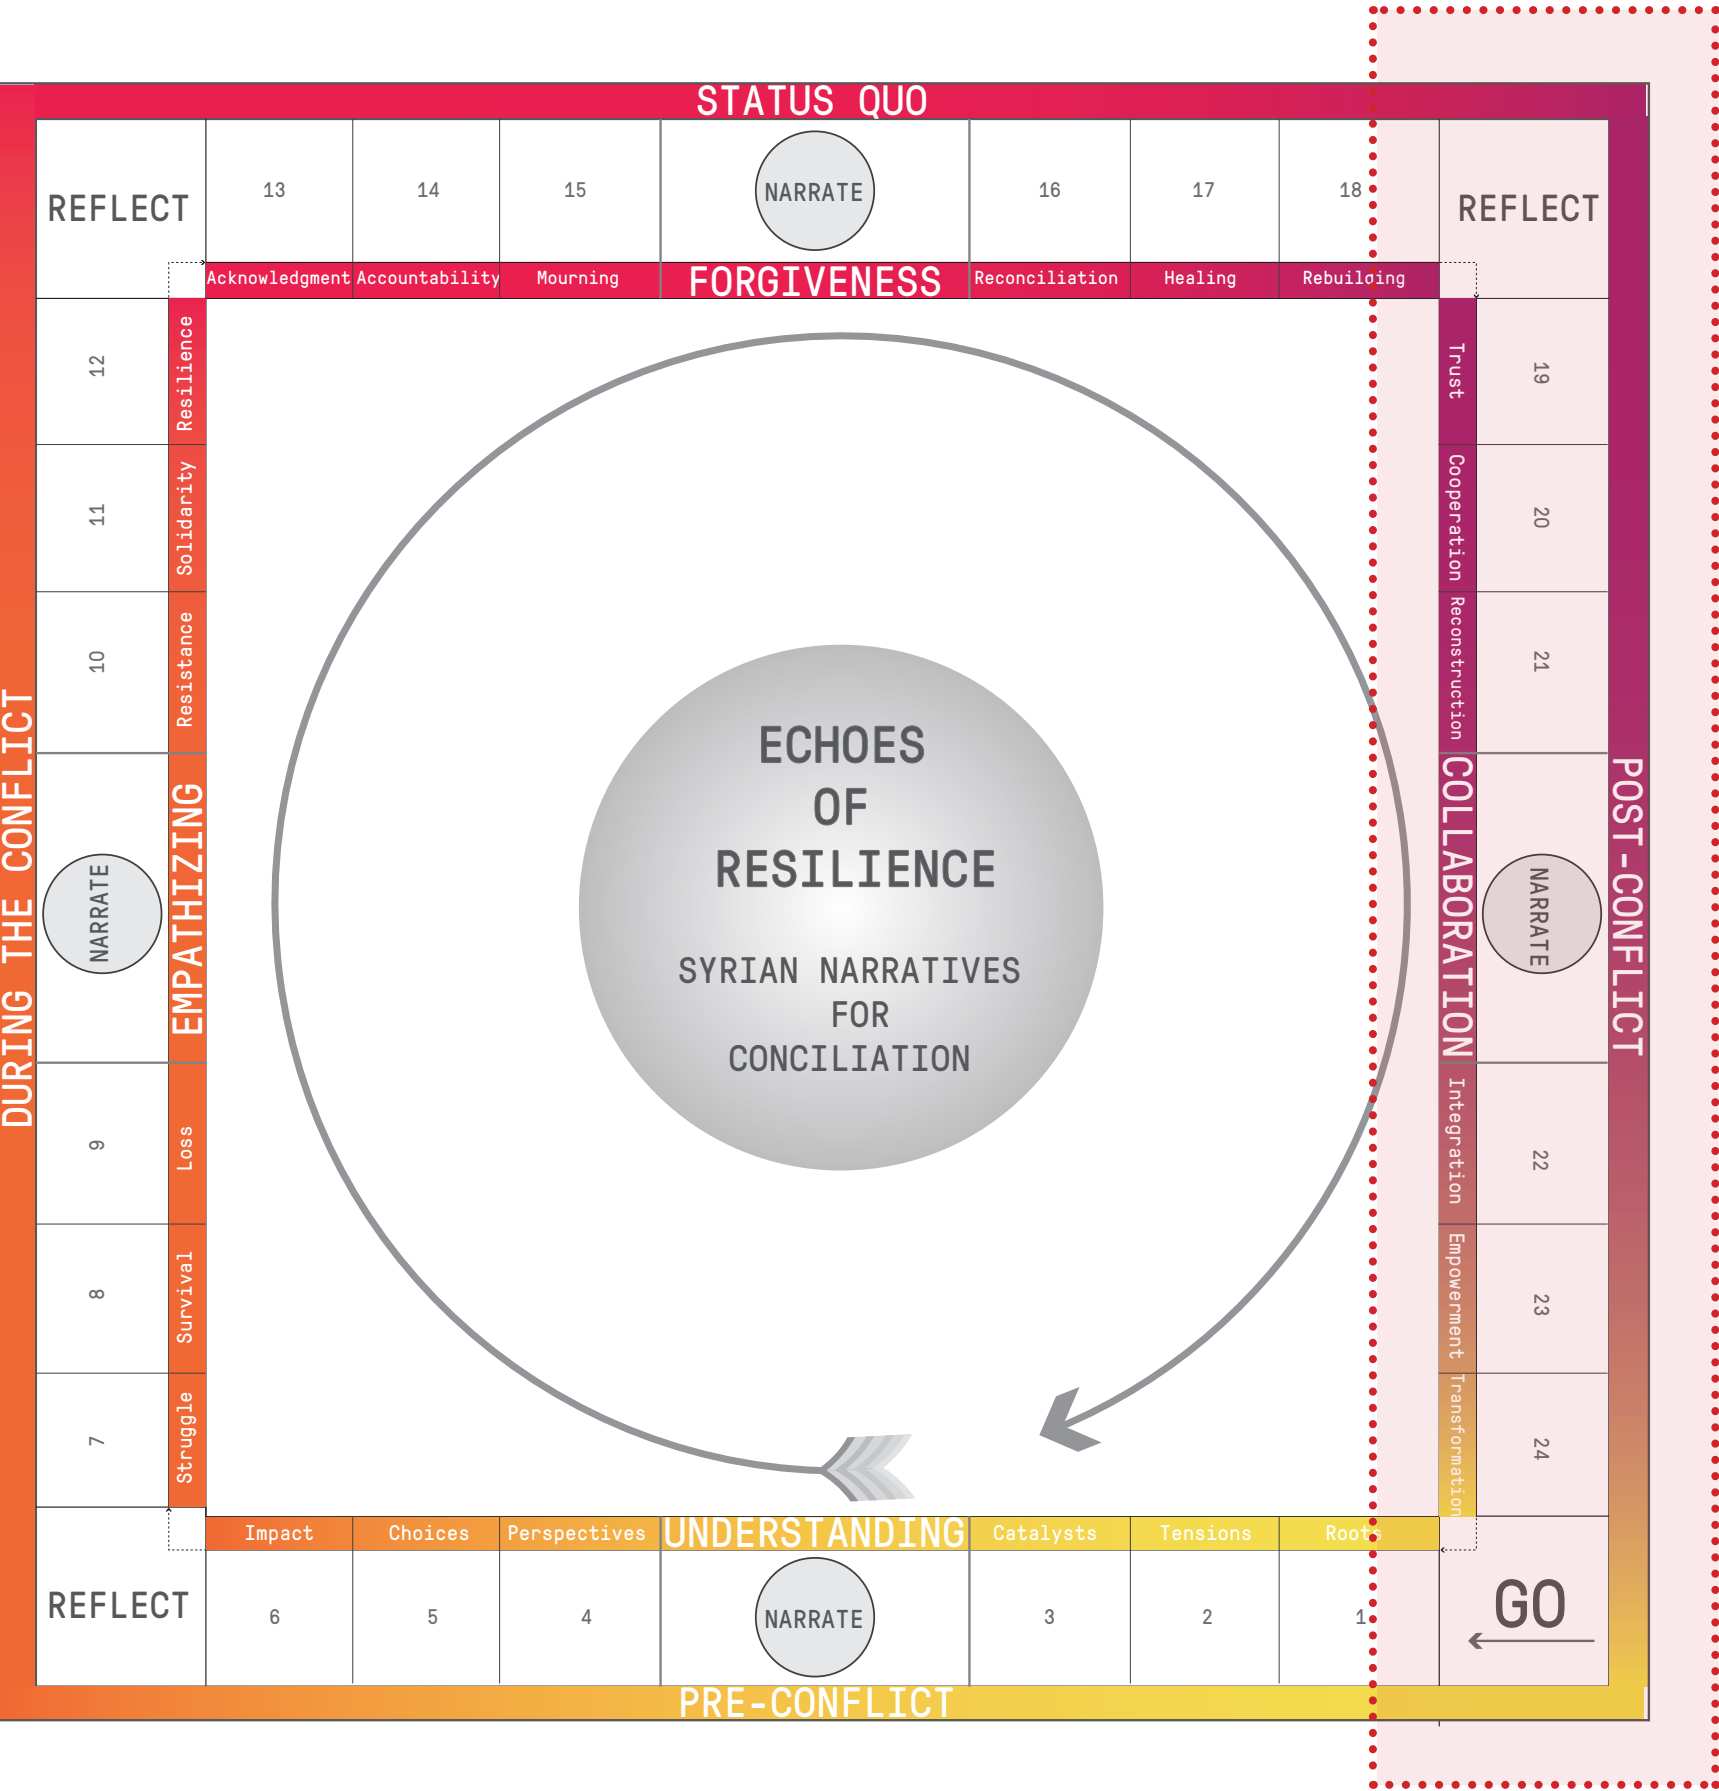 STATUS QUO
REFLECT
13
14
15
NARRATE
16
17
18
REFLECT
Acknowledgment
Accountability
Mourning
FORGIVENESS
Reconciliation
Healing
Rebuilding
DURING THE CONFLICT
12
11
10
NARRATE
9
8
7
Resilience
Solidarity
Resistance
EMPATHIZING
Loss
Survival
Struggle
ECHOES
OF
RESILIENCE
SYRIAN NARRATIVES
FOR
CONCILIATION
Trust
Cooperation
Reconstruction
COLLABORATION
Integration
Empowerment
Transformation
19
20
21
NARRATE
22
23
24
POST-CONFLICT
Impact
Choices
Perspectives
UNDERSTANDING
Catalysts
Tensions
Roots
REFLECT
6
5
4
NARRATE
3
2
1
GO
PRE-CONFLICT